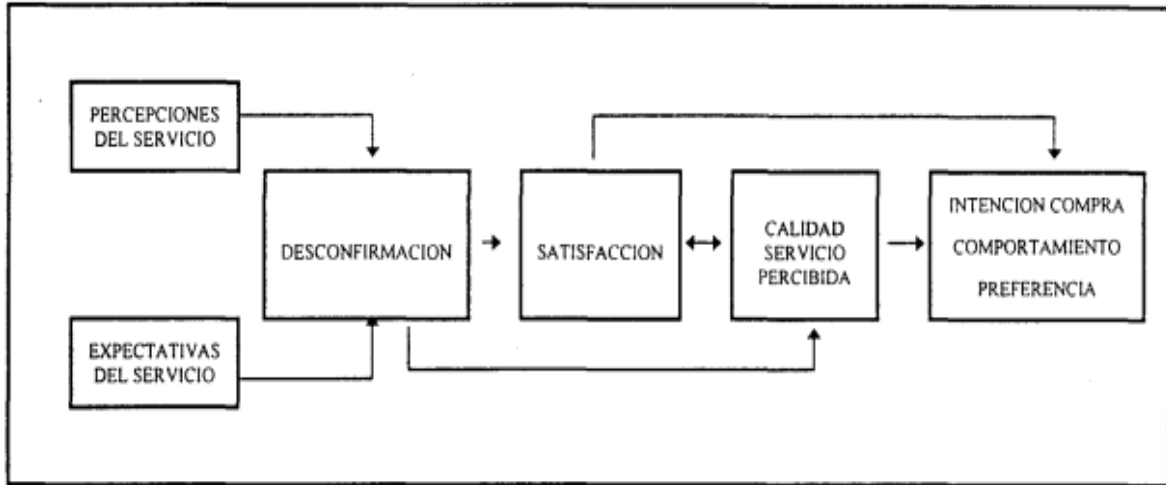 PERCEPCIONES
DEL SERVICIO
EXPECTATIVAS
DEL SERVICIO
DESCONFIRMACION
SATISFACCION
CALIDAD
SERVICIO
PERCIBIDA
INTENCION COMPRA
COMPORTAMIENTO
PREFERENCIA